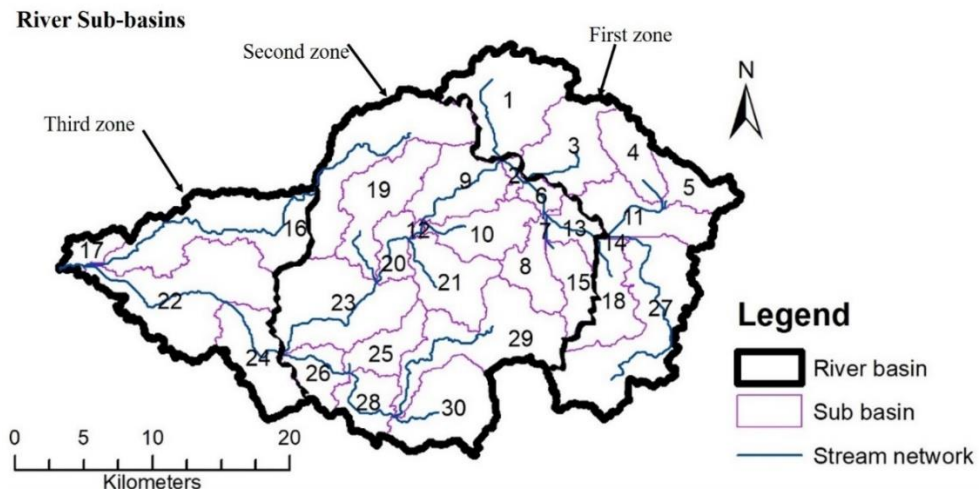 River Sub-basins
Second zone
First zone
Third zone
N
1
3
4
2
5
9
6
19
11
16
12
10
7
13
14
17
20
21
8
15
18
22
23
27
24
25
29
26
28
30
Legend
River basin
Sub basin
Stream network
0 10 20
Kilometers